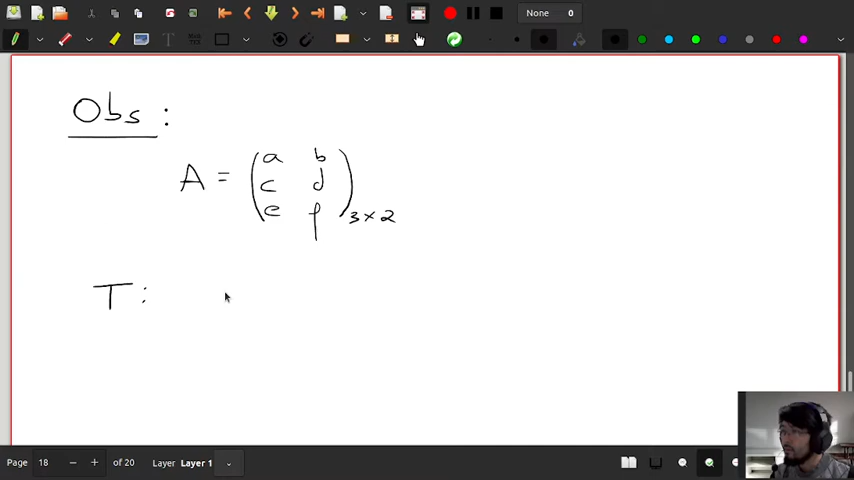 None 0
Obs :
A = (a b
c d
e f) 3×2
T :
Page 18 of 20 Layer Layer 1